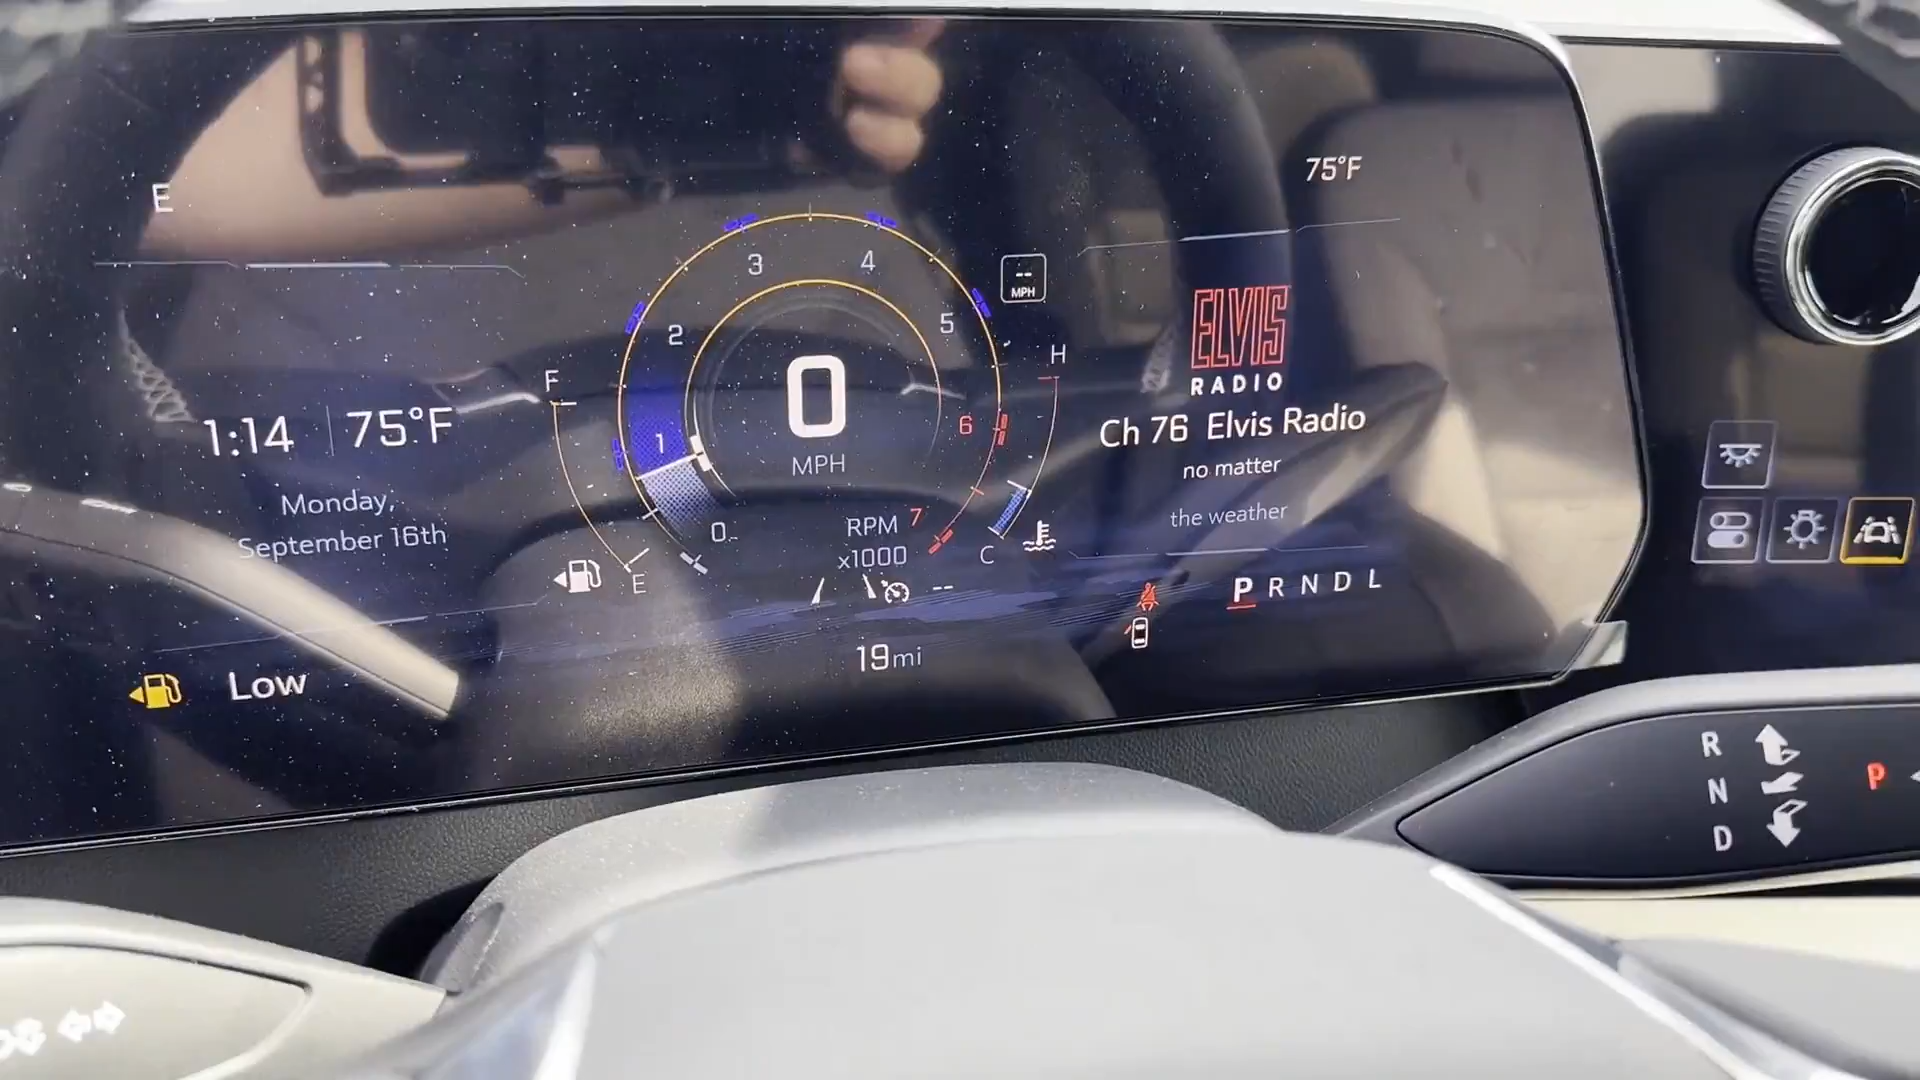 E
75°F
3
4
--
MPH
2
5
ELVIS
RADIO
H
F
0
MPH
1
6
Ch 76 Elvis Radio
no matter
the weather
1:14
75°F
Monday,
September 16th
0
RPM
x1000
7
C
E
--
P R N D L
19mi
Low
R
N
D
P